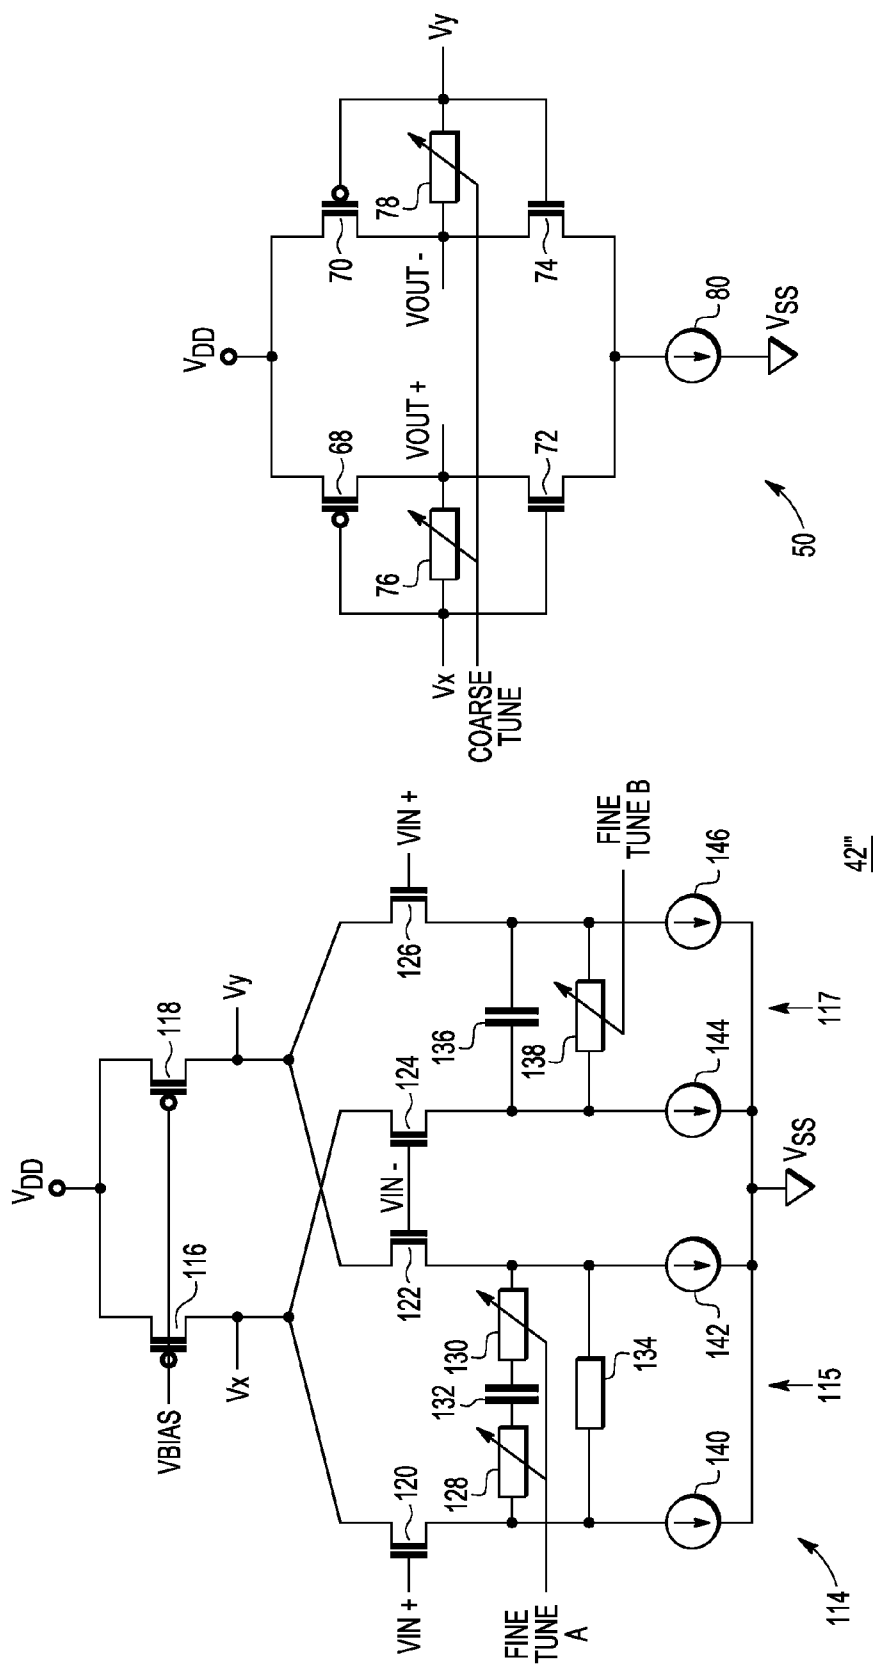 VDD
VBIAS
116
118
Vx
Vy
VIN +
120
122
VIN -
124
126
VIN +
128
132
130
134
136
138
FINE
TUNE
A
FINE
TUNE B
140
142
144
146
VSS
114
115
117
42'''
VDD
68
70
Vx
76
VOUT +
VOUT -
78
Vy
COARSE
TUNE
72
74
80
VSS
50